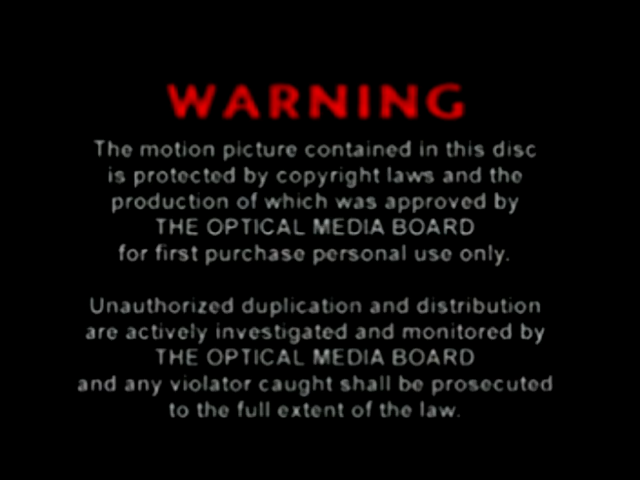 WARNING
The motion picture contained in this disc
is protected by copyright laws and the
production of which was approved by
THE OPTICAL MEDIA BOARD
for first purchase personal use only.
Unauthorized duplication and distribution
are actively investigated and monitored by
THE OPTICAL MEDIA BOARD
and any violator caught shall be prosecuted
to the full extent of the law.